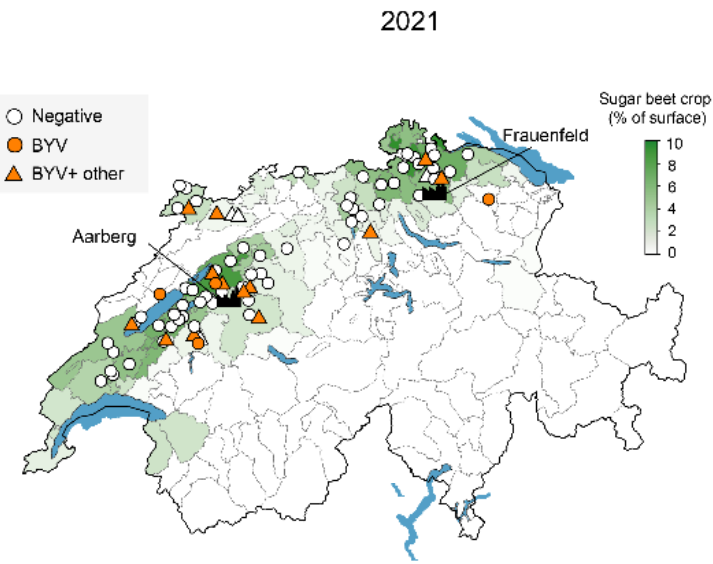 2021
Negative
BYV
BYV+ other
Sugar beet crop
(% of surface)
10
8
6
4
2
0
Frauenfeld
Aarberg